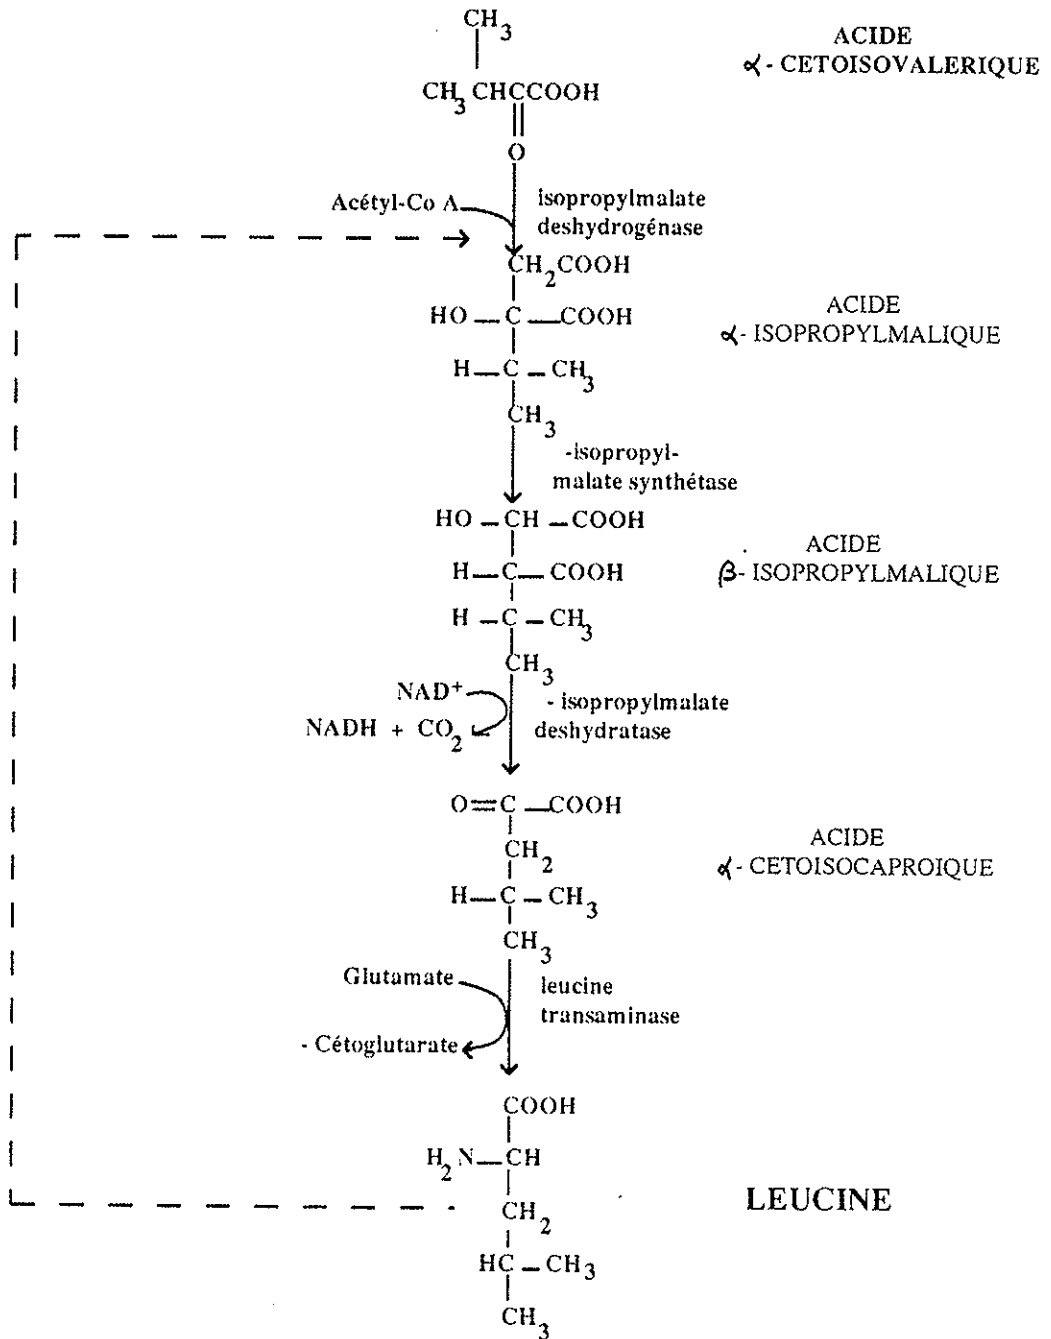 CH3
ACIDE
α - CETOISOVALERIQUE
CH3CHCCOOH
O
Acétyl-Co A
isopropylmalate
deshydrogénase
CH2COOH
HO — C — COOH
ACIDE
α - ISOPROPYLMALIQUE
H — C — CH3
CH3
-isopropyl-
malate synthétase
HO — CH — COOH
ACIDE
β - ISOPROPYLMALIQUE
H — C — COOH
H — C — CH3
CH3
NAD+
- isopropylmalate
deshydratase
NADH + CO2
O=C — COOH
ACIDE
α - CETOISOCAPROIQUE
CH2
H — C — CH3
CH3
Glutamate
leucine
transaminase
- Cétoglutarate
COOH
H2N — CH
LEUCINE
CH2
HC — CH3
CH3